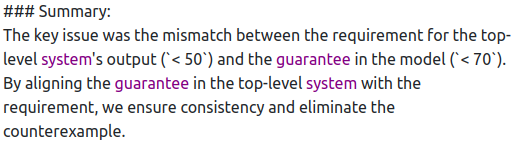 ### Summary:
The key issue was the mismatch between the requirement for the top-
level system's output (`< 50`) and the guarantee in the model (`< 70`).
By aligning the guarantee in the top-level system with the
requirement, we ensure consistency and eliminate the
counterexample.